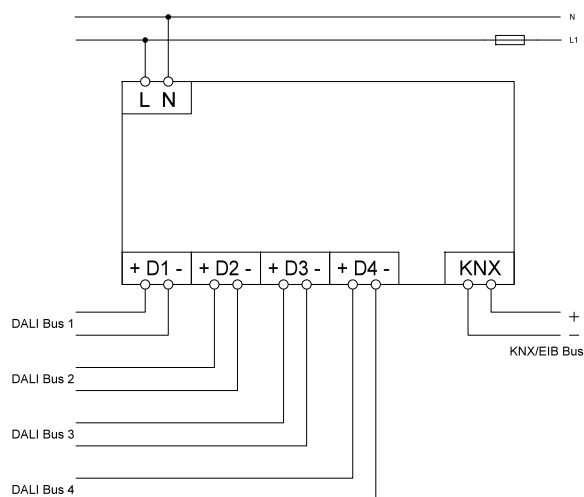 N
L1
L N
+ D1 - + D2 - + D3 - + D4 - KNX
DALI Bus 1
+
−
KNX/EIB Bus
DALI Bus 2
DALI Bus 3
DALI Bus 4